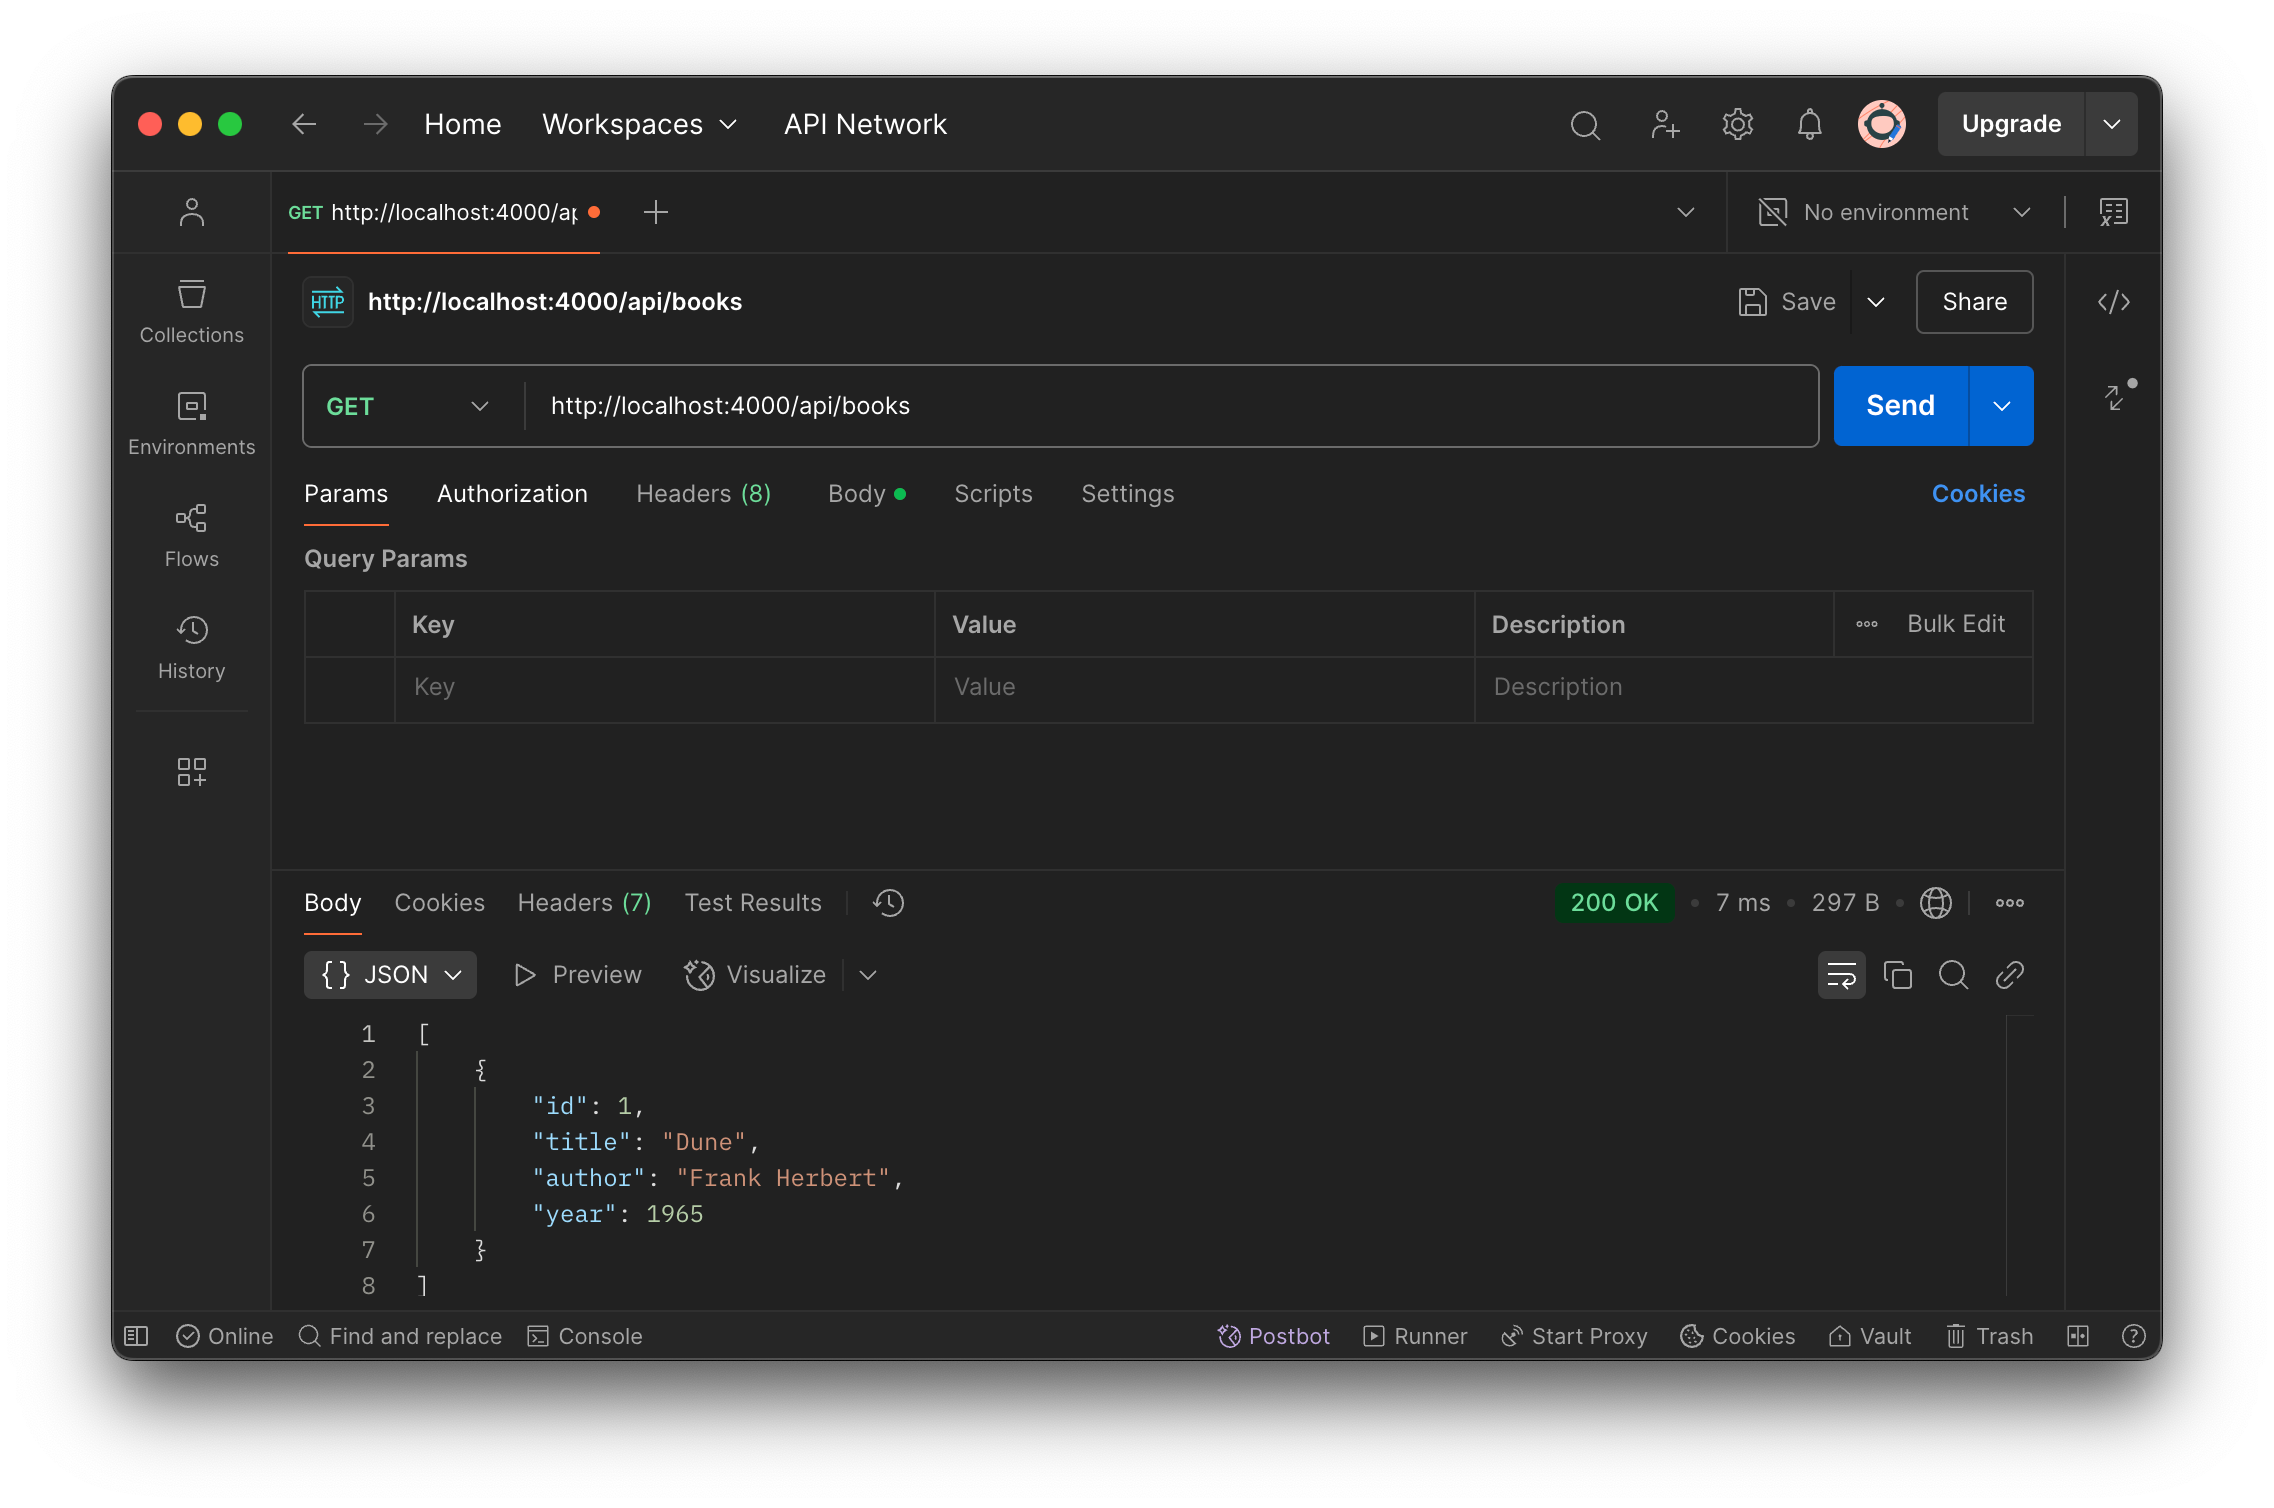 Home Workspaces API Network Upgrade
GET http://localhost:4000/ap No environment
HTTP http://localhost:4000/api/books Save Share
Collections
Environments
Flows
History
GET http://localhost:4000/api/books Send
Params Authorization Headers (8) Body Scripts Settings Cookies
Query Params
Key Value Description Bulk Edit
Key Value Description
Body Cookies Headers (7) Test Results 200 OK 7 ms 297 B
{} JSON Preview Visualize
1 [
2 {
3 "id": 1,
4 "title": "Dune",
5 "author": "Frank Herbert",
6 "year": 1965
7 }
8 ]
Online Find and replace Console Postbot Runner Start Proxy Cookies Vault Trash